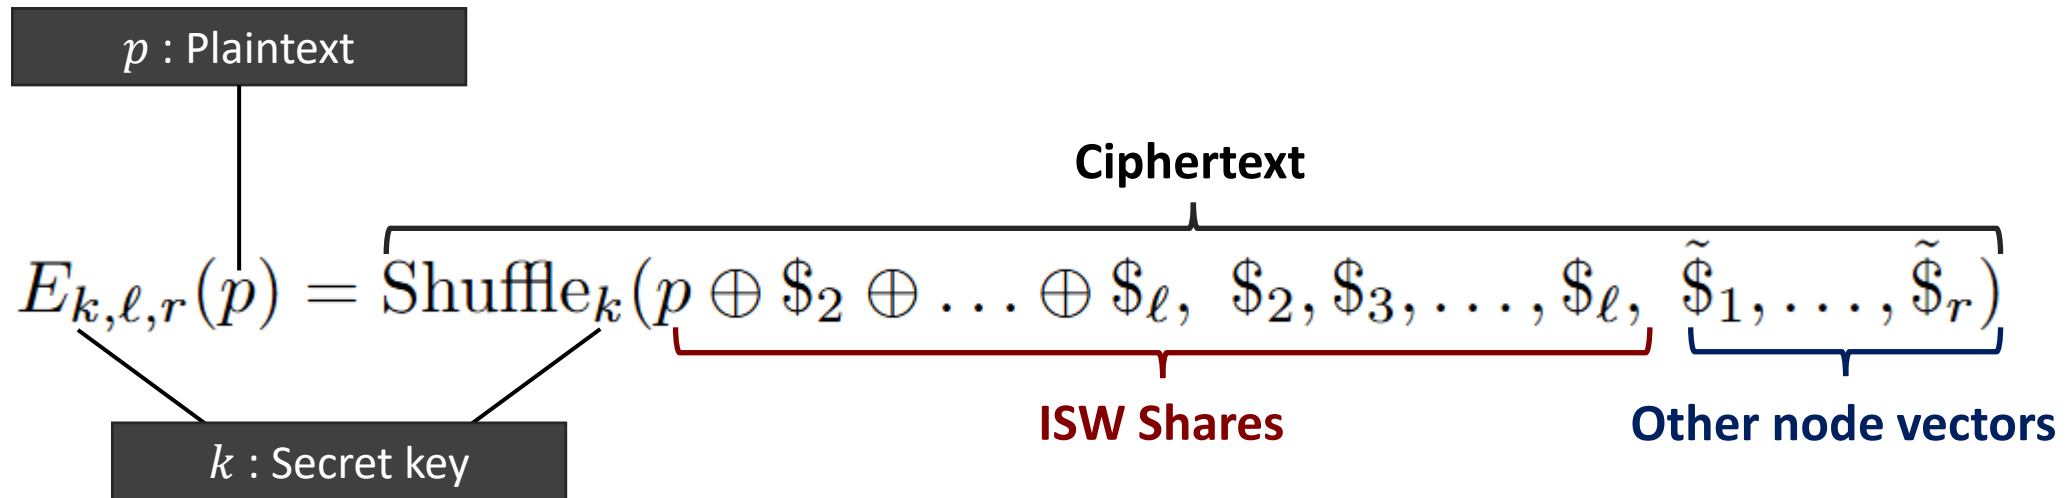 p : Plaintext
Ciphertext
E_{k,ℓ,r}(p) = Shuffle_k(p ⊕ $_2 ⊕ . . . ⊕ $_ℓ, $_2, $_3, . . . , $_ℓ, $̃_1, . . . , $̃_r)
ISW Shares
Other node vectors
k : Secret key